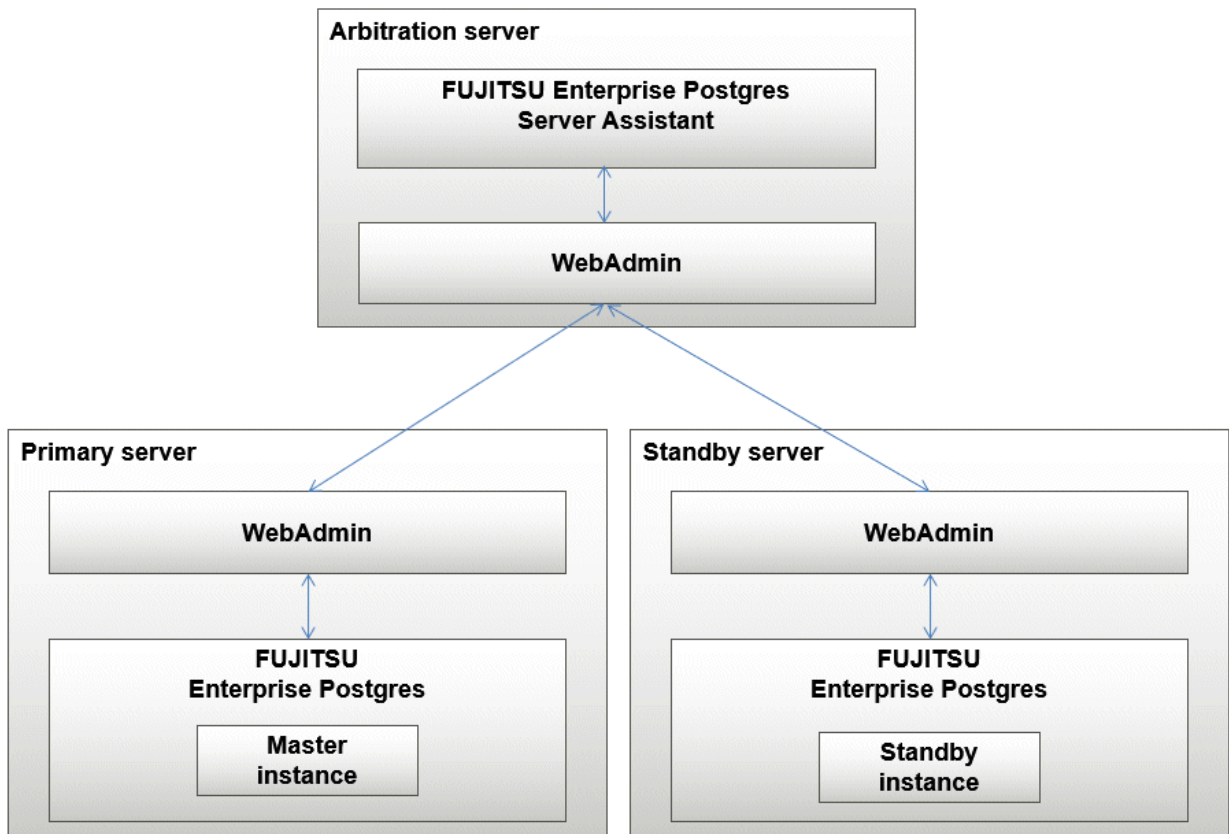 Arbitration server
FUJITSU Enterprise Postgres
Server Assistant
WebAdmin
Primary server
WebAdmin
FUJITSU
Enterprise Postgres
Master
instance
Standby server
WebAdmin
FUJITSU
Enterprise Postgres
Standby
instance